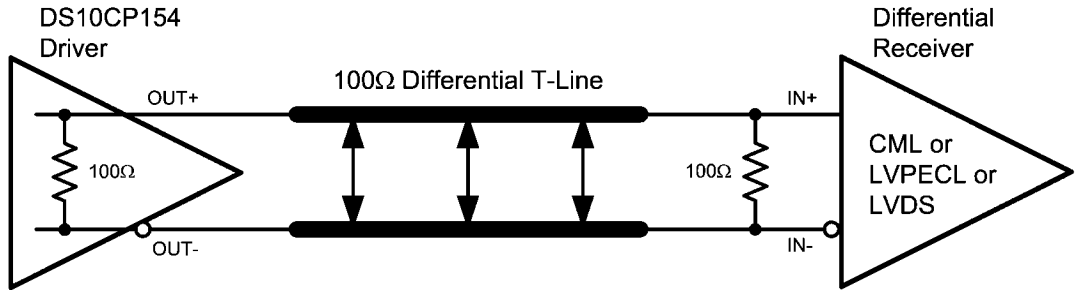 DS10CP154
Driver
Differential
Receiver
100Ω Differential T-Line
OUT+
IN+
100Ω
100Ω
CML or
LVPECL or
LVDS
OUT-
IN-